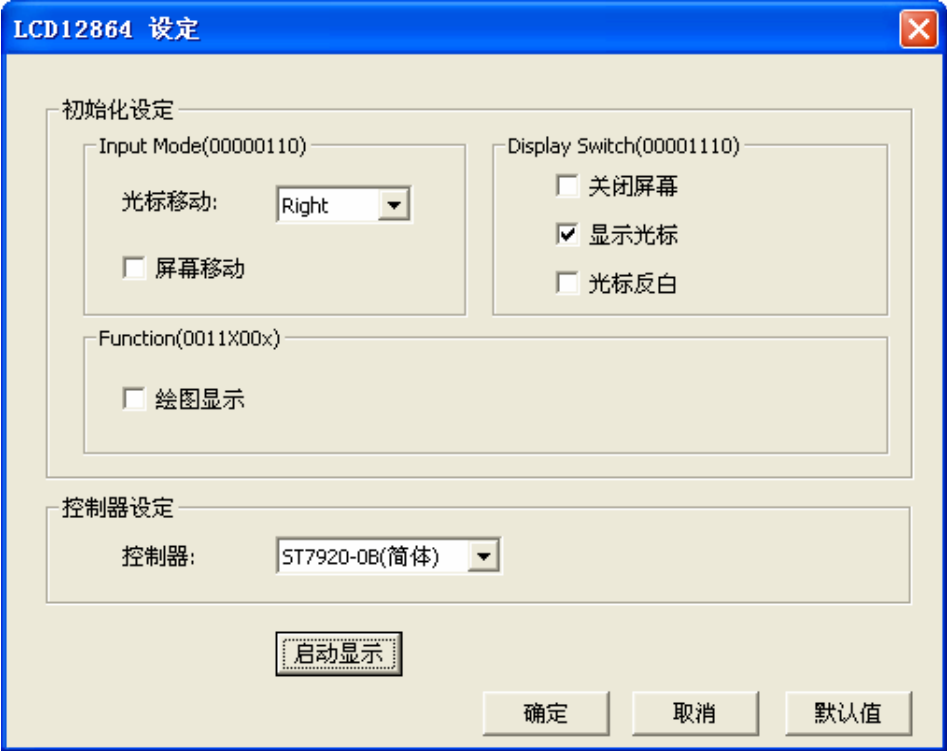 LCD12864 设定
初始化设定
Input Mode(00000110)
光标移动: Right
屏幕移动
Display Switch(00001110)
关闭屏幕
显示光标
光标反白
Function(0011X00x)
绘图显示
控制器设定
控制器: ST7920-0B(简体)
启动显示
确定 取消 默认值